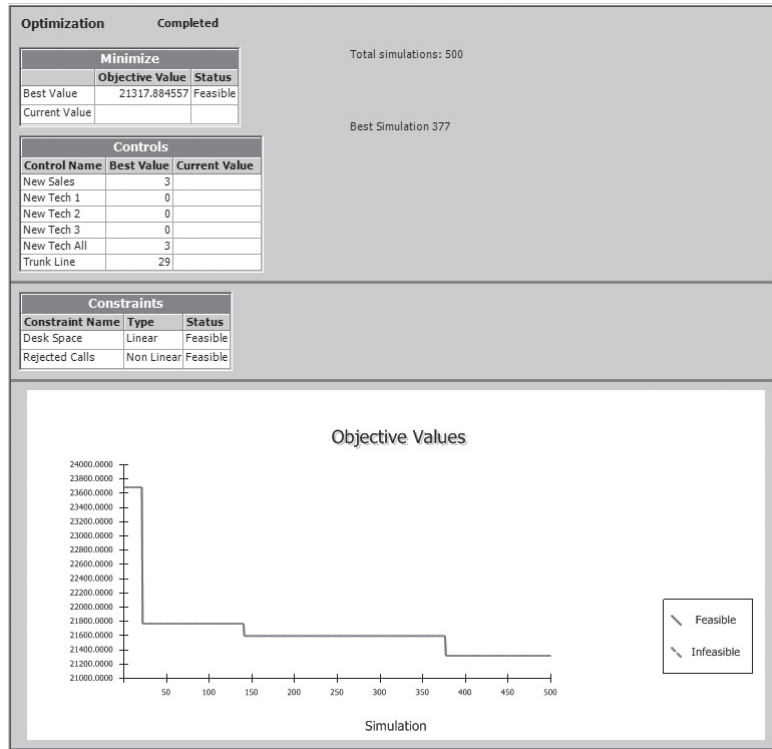 Optimization Completed
Total simulations: 500
Minimize
Objective Value Status
Best Value 21317.884557 Feasible
Current Value
Best Simulation 377
Controls
Control Name Best Value Current Value
New Sales 3
New Tech 1 0
New Tech 2 0
New Tech 3 0
New Tech All 3
Trunk Line 29
Constraints
Constraint Name Type Status
Desk Space Linear Feasible
Rejected Calls Non Linear Feasible
Objective Values
24000.0000
23800.0000
23600.0000
23400.0000
23200.0000
23000.0000
22800.0000
22600.0000
22400.0000
22200.0000
22000.0000
21800.0000
21600.0000
21400.0000
21200.0000
21000.0000
50 100 150 200 250 300 350 400 450 500
Simulation
Feasible
Infeasible